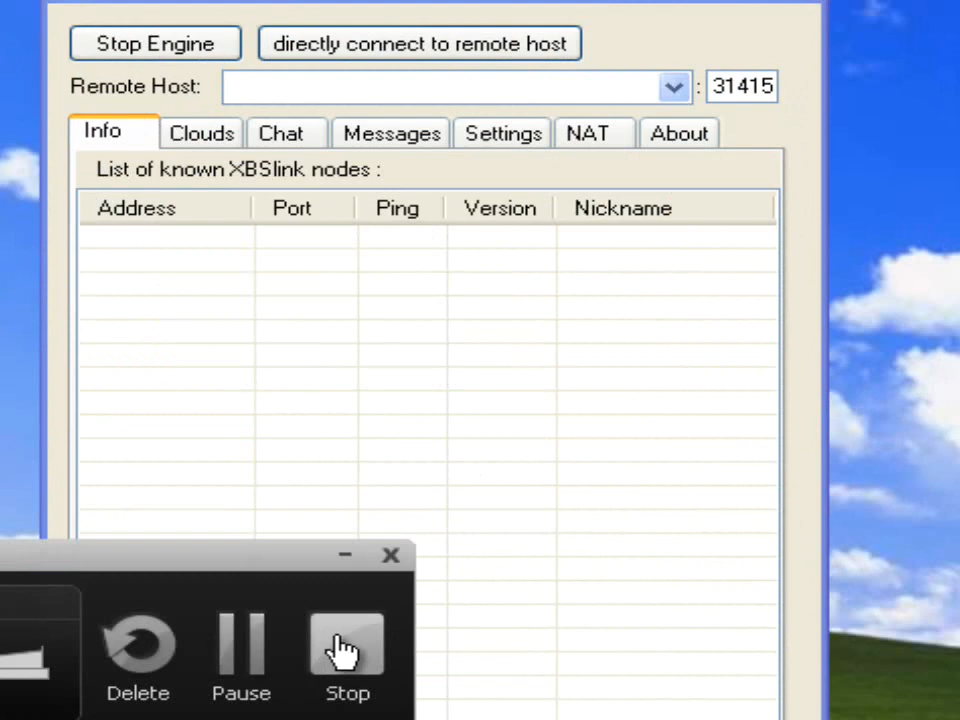 Stop Engine directly connect to remote host
Remote Host: : 31415
Info Clouds Chat Messages Settings NAT About
List of known XBSlink nodes :
Address Port Ping Version Nickname
Delete Pause Stop